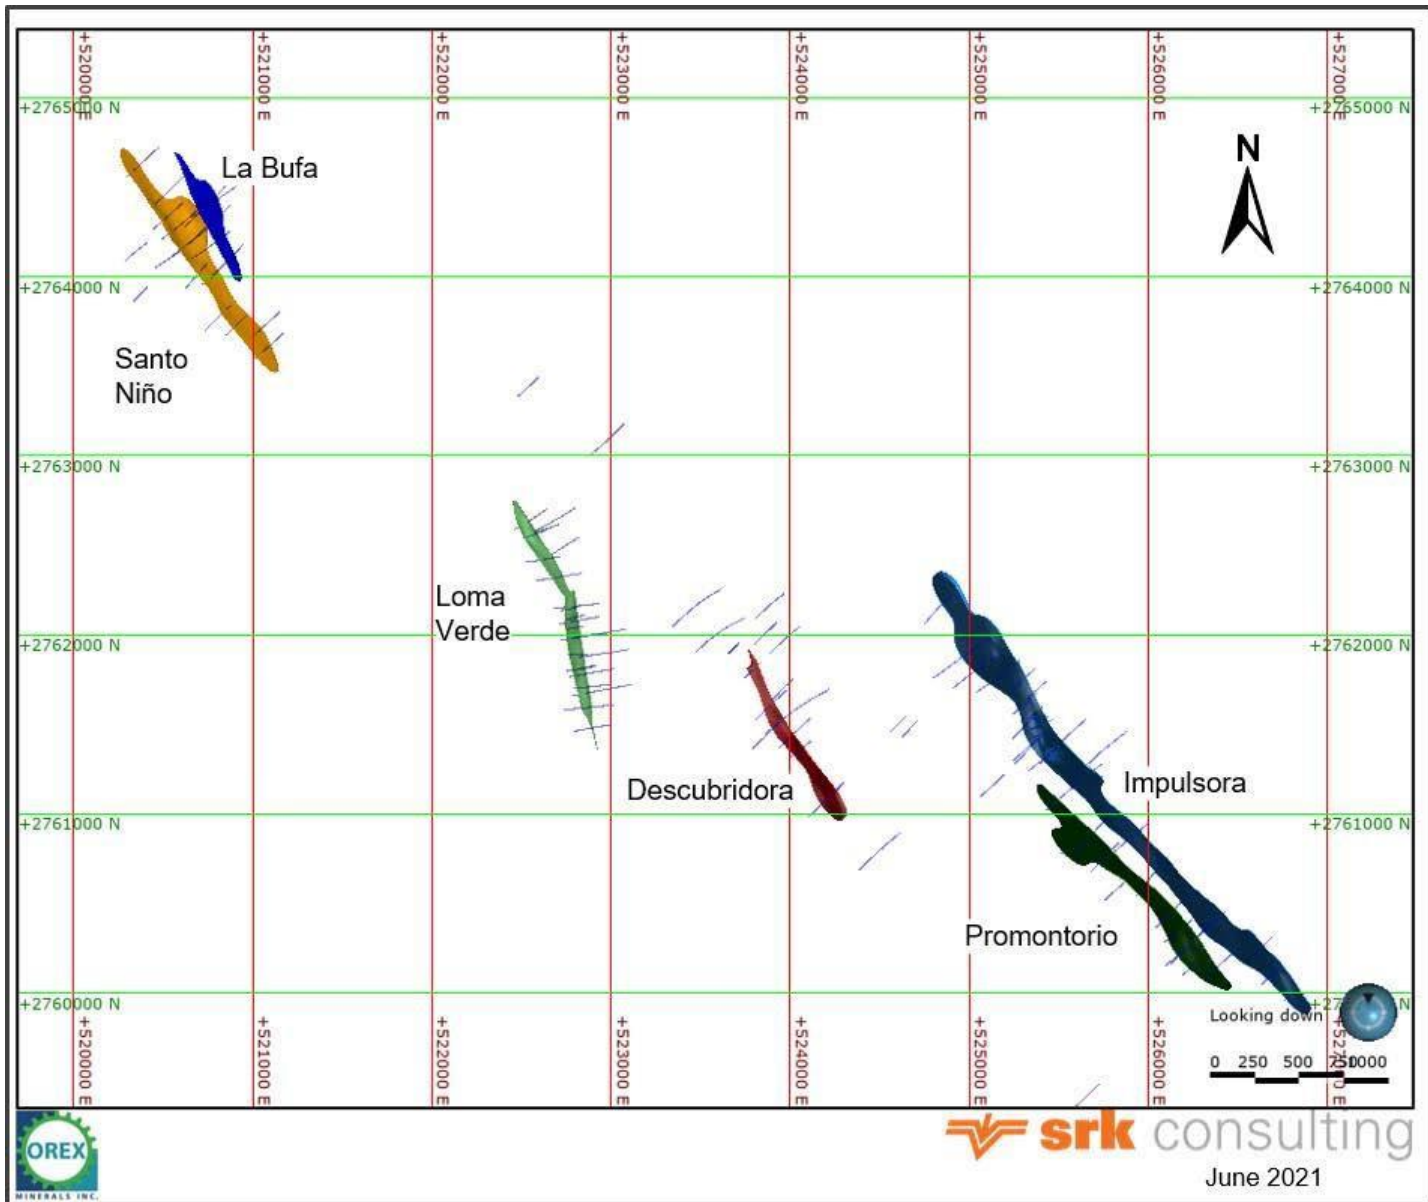 +520000 E
+521000 E
+522000 E
+523000 E
+524000 E
+525000 E
+526000 E
+527000 E
+2765000 N
+2765000 N
N
La Bufa
+2764000 N
+2764000 N
Santo
Niño
+2763000 N
+2763000 N
Loma
Verde
+2762000 N
+2762000 N
Impulsora
Descubridora
+2761000 N
+2761000 N
Promontorio
+2760000 N
Looking down
0 250 500 750 1000
+520000 E
+521000 E
+522000 E
+523000 E
+524000 E
+525000 E
+526000 E
OREX
MINERALS INC.
srk consulting
June 2021